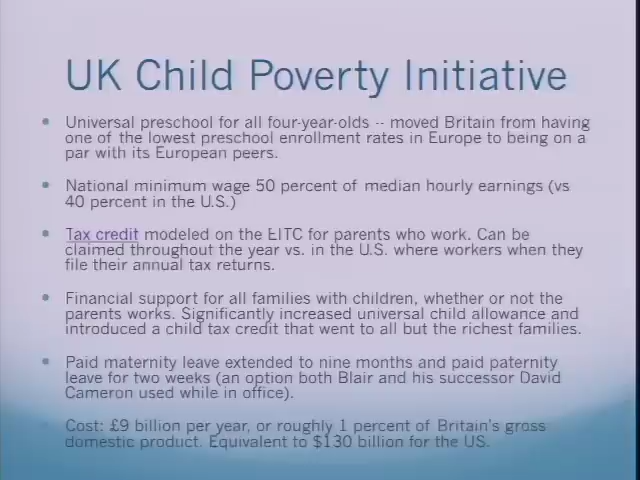 UK Child Poverty Initiative
Universal preschool for all four-year-olds -- moved Britain from having
one of the lowest preschool enrollment rates in Europe to being on a
par with its European peers.
National minimum wage 50 percent of median hourly earnings (vs
40 percent in the U.S.)
Tax credit modeled on the EITC for parents who work. Can be
claimed throughout the year vs. in the U.S. where workers when they
file their annual tax returns.
Financial support for all families with children, whether or not the
parents works. Significantly increased universal child allowance and
introduced a child tax credit that went to all but the richest families.
Paid maternity leave extended to nine months and paid paternity
leave for two weeks (an option both Blair and his successor David
Cameron used while in office).
Cost: £9 billion per year, or roughly 1 percent of Britain's gross
domestic product. Equivalent to $130 billion for the US.